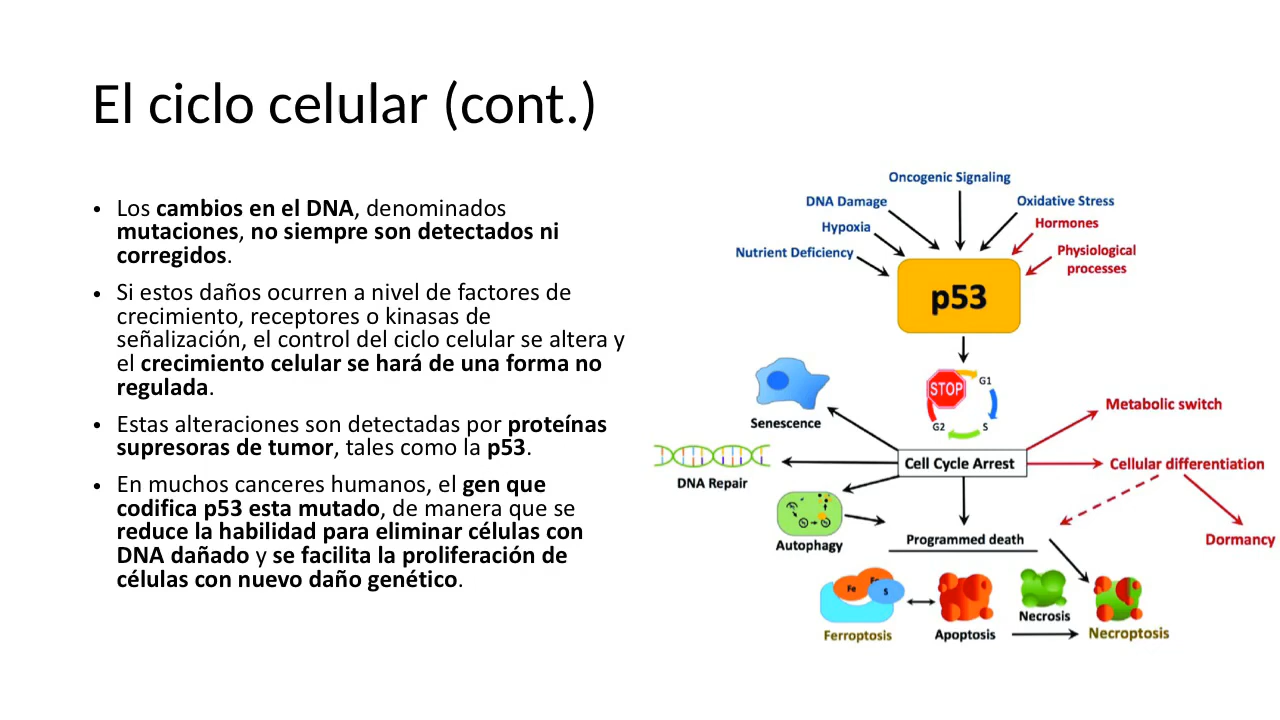 El ciclo celular (cont.)
• Los cambios en el DNA, denominados
mutaciones, no siempre son detectados ni
corregidos.
• Si estos daños ocurren a nivel de factores de
crecimiento, receptores o kinasas de
señalización, el control del ciclo celular se altera y
el crecimiento celular se hará de una forma no
regulada.
• Estas alteraciones son detectadas por proteínas
supresoras de tumor, tales como la p53.
• En muchos canceres humanos, el gen que
codifica p53 esta mutado, de manera que se
reduce la habilidad para eliminar células con
DNA dañado y se facilita la proliferación de
células con nuevo daño genético.
Oncogenic Signaling
DNA Damage
Oxidative Stress
Hypoxia
Hormones
Nutrient Deficiency
Physiological
processes
p53
STOP
G1
S
G2
Senescence
Metabolic switch
Cell Cycle Arrest
Cellular differentiation
DNA Repair
Autophagy
Programmed death
Dormancy
Fe
Fe
S
Necrosis
Ferroptosis
Apoptosis
Necroptosis